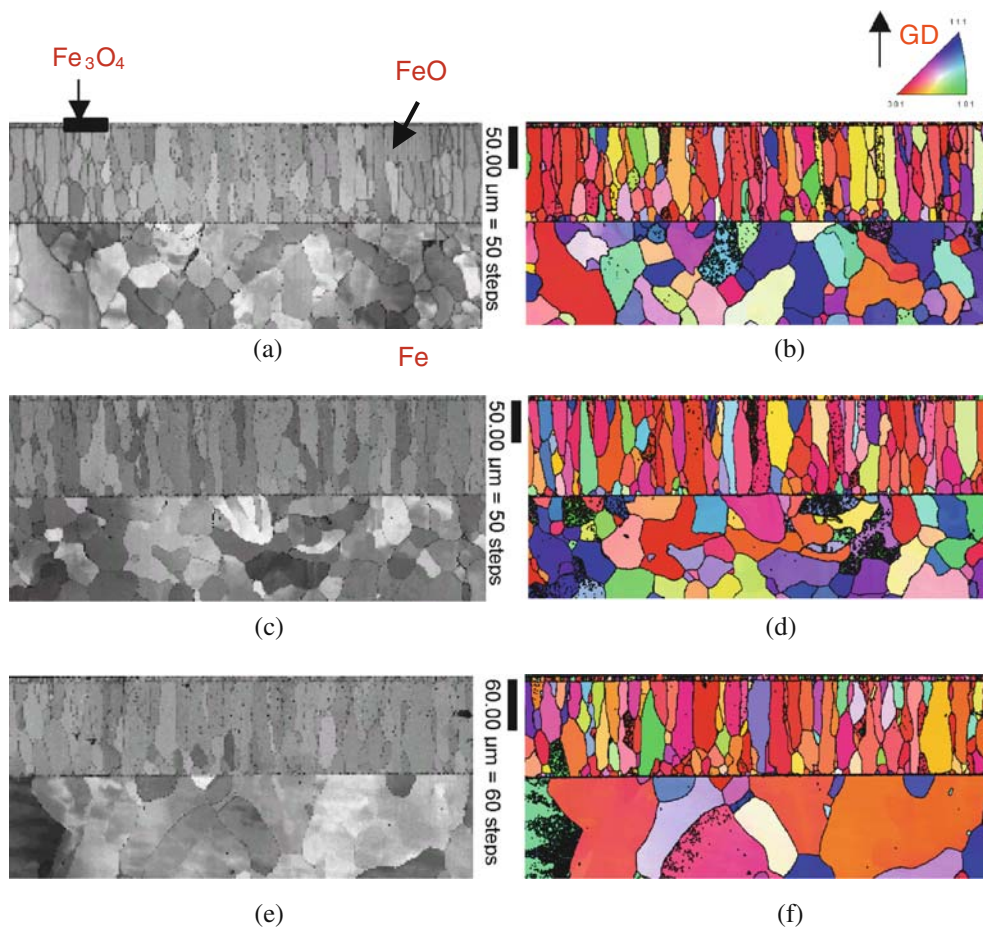 Fe3O4
FeO
GD
111
301
101
50.00 µm = 50 steps
(a)
(b)
Fe
50.00 µm = 50 steps
(c)
(d)
60.00 µm = 60 steps
(e)
(f)